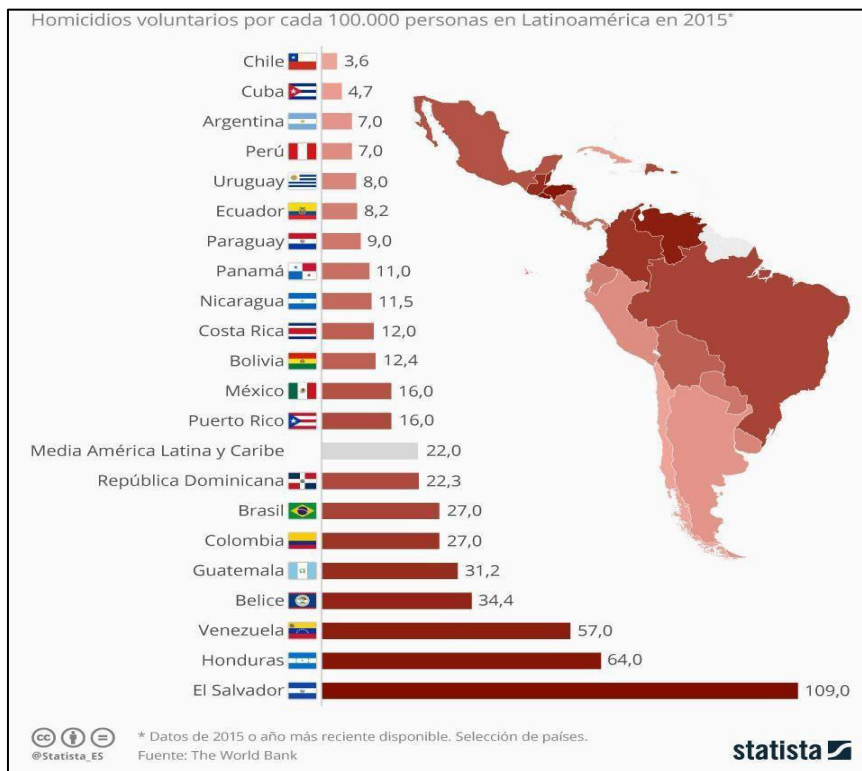 Homicidios voluntarios por cada 100.000 personas en Latinoamérica en 2015*
Chile 3,6
Cuba 4,7
Argentina 7,0
Perú 7,0
Uruguay 8,0
Ecuador 8,2
Paraguay 9,0
Panamá 11,0
Nicaragua 11,5
Costa Rica 12,0
Bolivia 12,4
México 16,0
Puerto Rico 16,0
Media América Latina y Caribe 22,0
República Dominicana 22,3
Brasil 27,0
Colombia 27,0
Guatemala 31,2
Belice 34,4
Venezuela 57,0
Honduras 64,0
El Salvador 109,0
cc
@Statista_ES
* Datos de 2015 o año más reciente disponible. Selección de países.
Fuente: The World Bank
statista